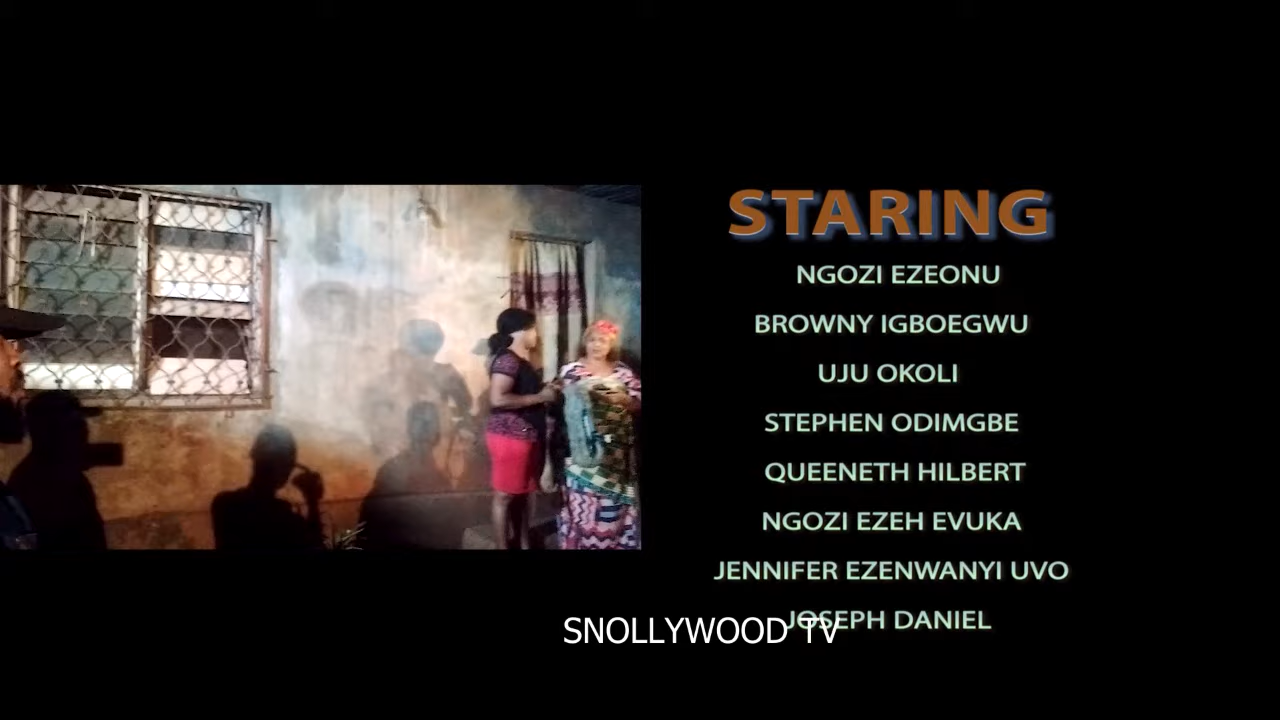 STARING
NGOZI EZEONU
BROWNY IGBOEGWU
UJU OKOLI
STEPHEN ODIMGBE
QUEENETH HILBERT
NGOZI EZEH EVUKA
JENNIFER EZENWANYI UVO
JOSEPH DANIEL
SNOLLYWOOD TV